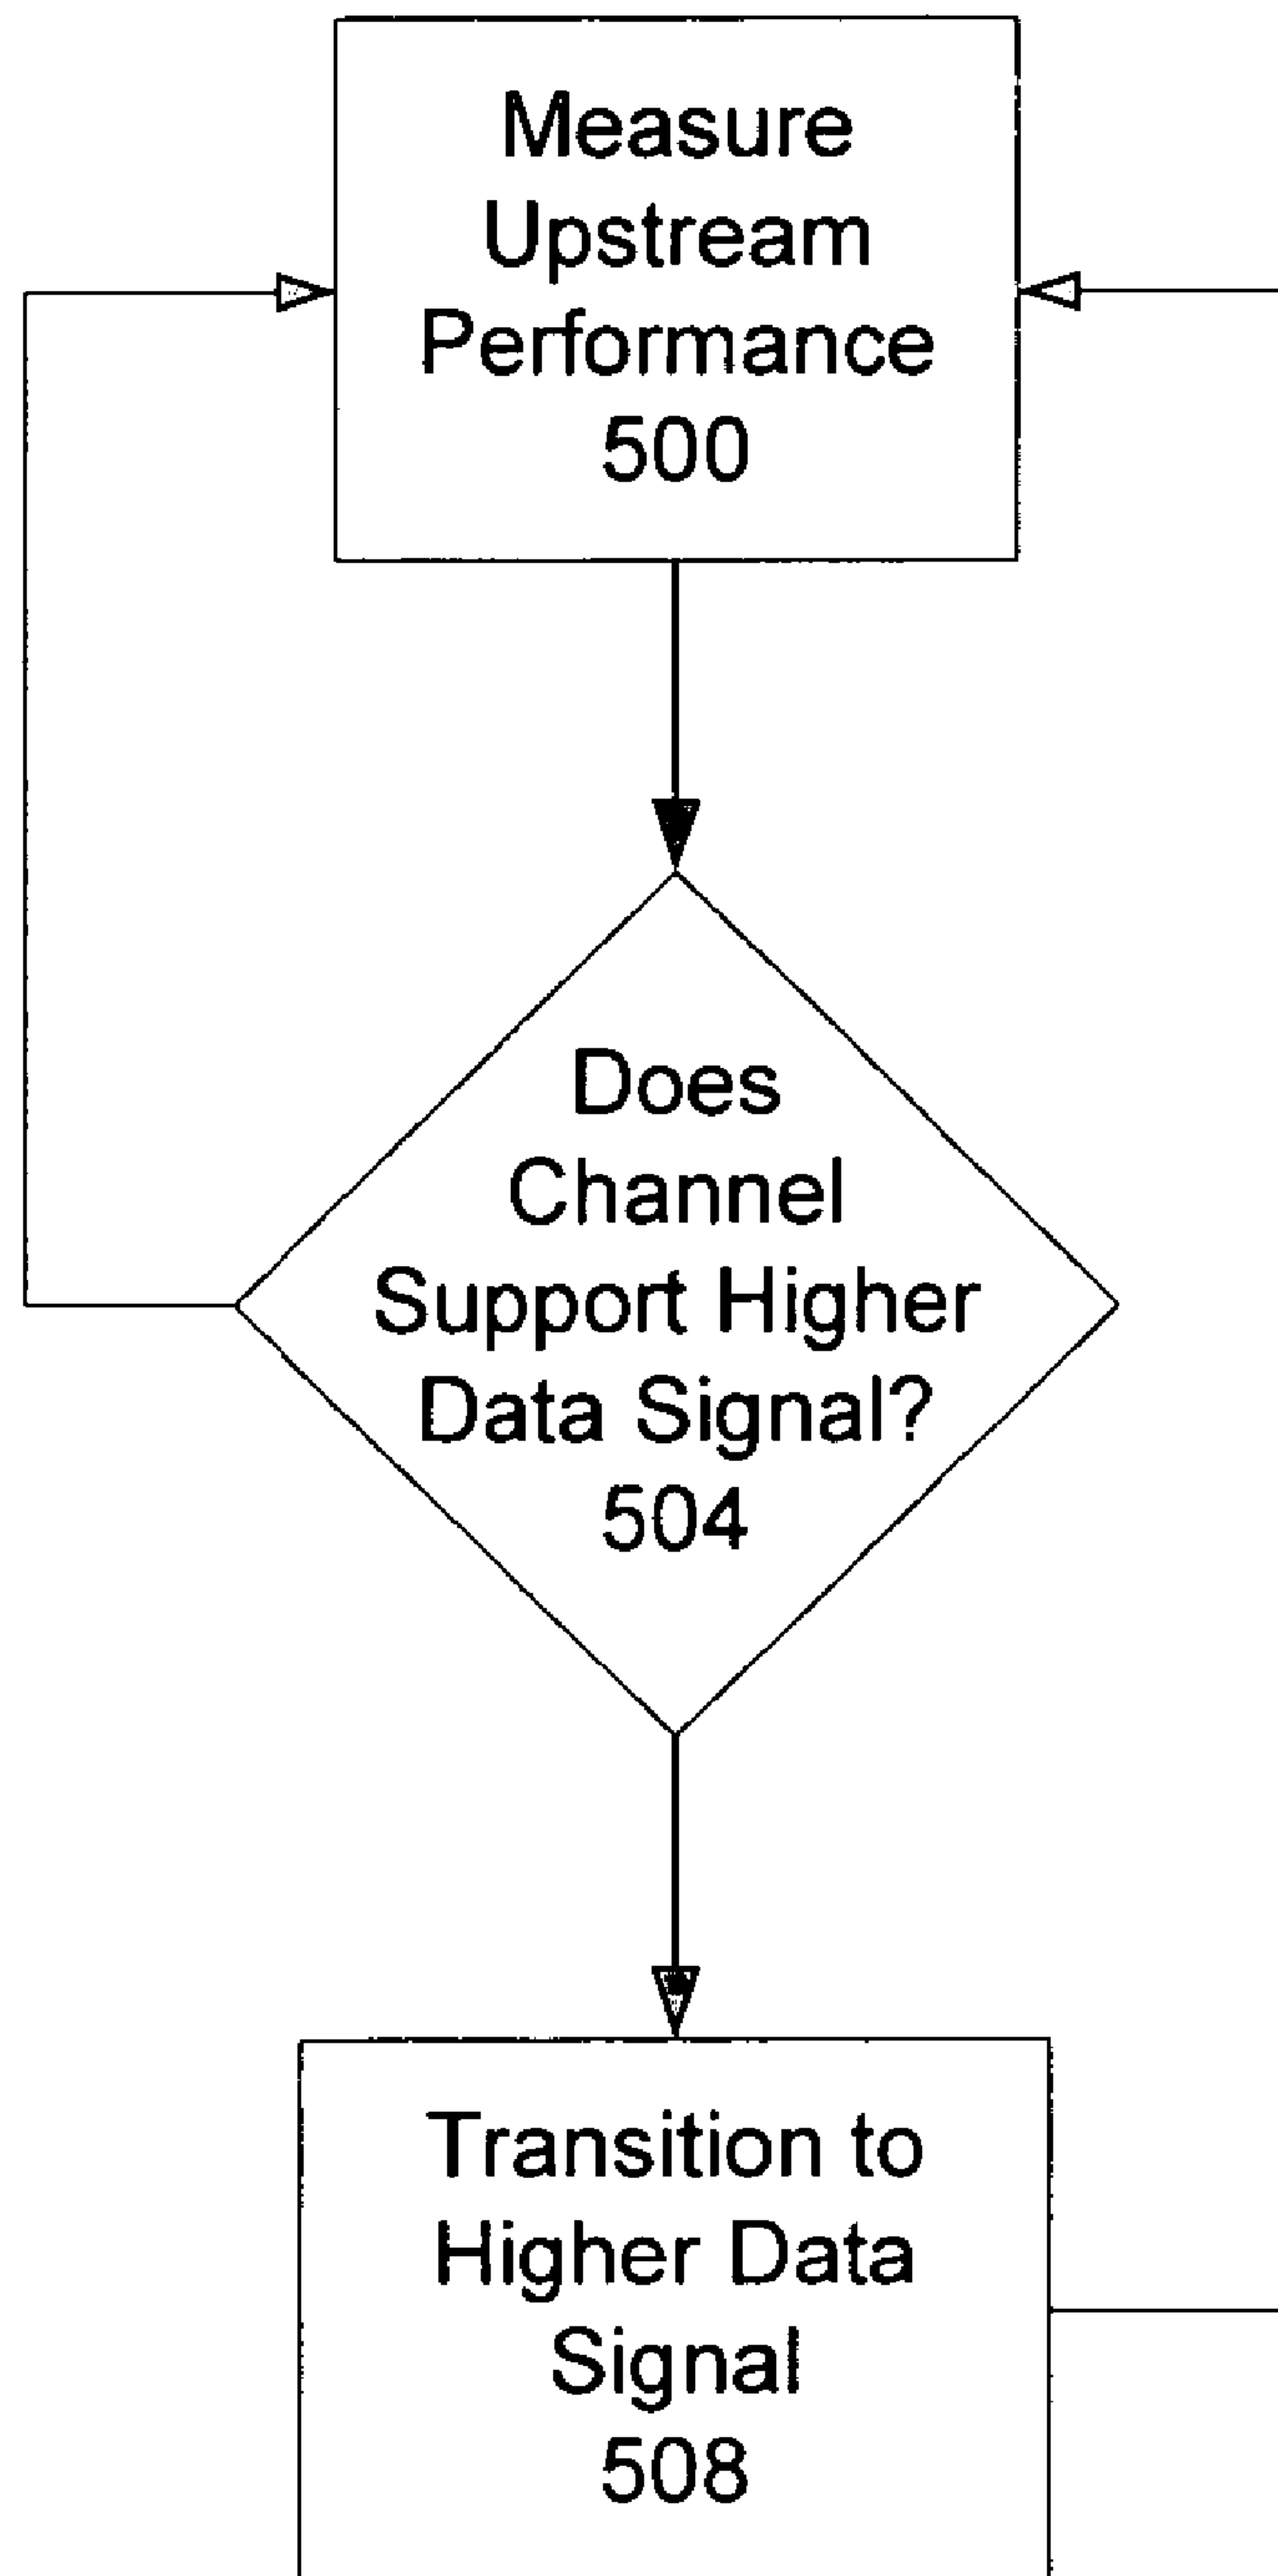 Measure
Upstream
Performance
500
Does
Channel
Support Higher
Data Signal?
504
Transition to
Higher Data
Signal
508